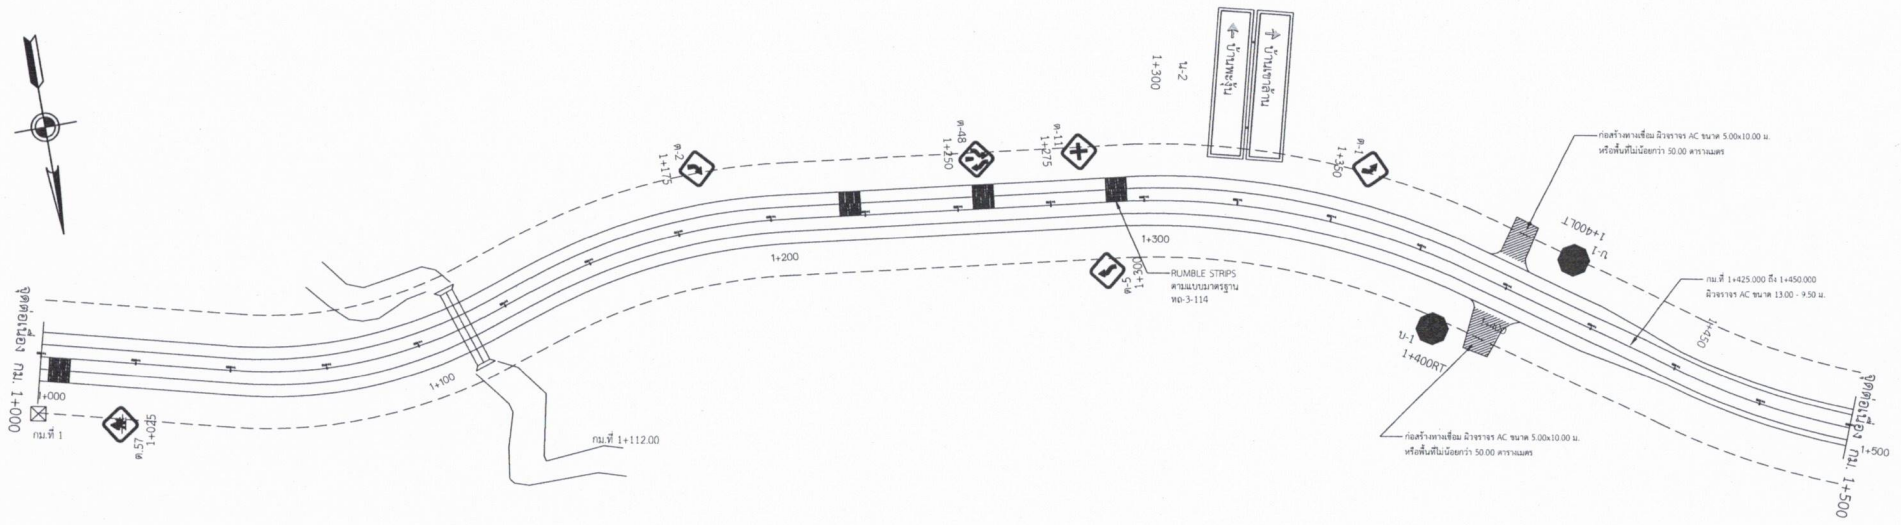 จุดต่อเนื่อง กม. 1+000
1+000
กม.ที่ 1
ต.57
1+025
1+100
กม.ที่ 1+112.00
ต-2
1+175
1+200
ต-48
1+250
ต-11
1+275
น-2
1+300
← บ้านพะงุ้น
↑ บ้านเขาล้าน
1+300
ต-5
1+300
RUMBLE STRIPS
ตามแบบมาตรฐาน
ทถ-3-114
ต-1
1+350
ก่อสร้างทางเชื่อม ผิวจราจร AC ขนาด 5.00x10.00 ม.
หรือพื้นที่ไม่น้อยกว่า 50.00 ตารางเมตร
บ-1
1+40LT
บ-1
1+400RT
1+400
กม.ที่ 1+425.000 ถึง 1+450.000
ผิวจราจร AC ขนาด 13.00 - 9.50 ม.
1+450
ก่อสร้างทางเชื่อม ผิวจราจร AC ขนาด 5.00x10.00 ม.
หรือพื้นที่ไม่น้อยกว่า 50.00 ตารางเมตร
จุดต่อเนื่อง กม. 1+500
1+500